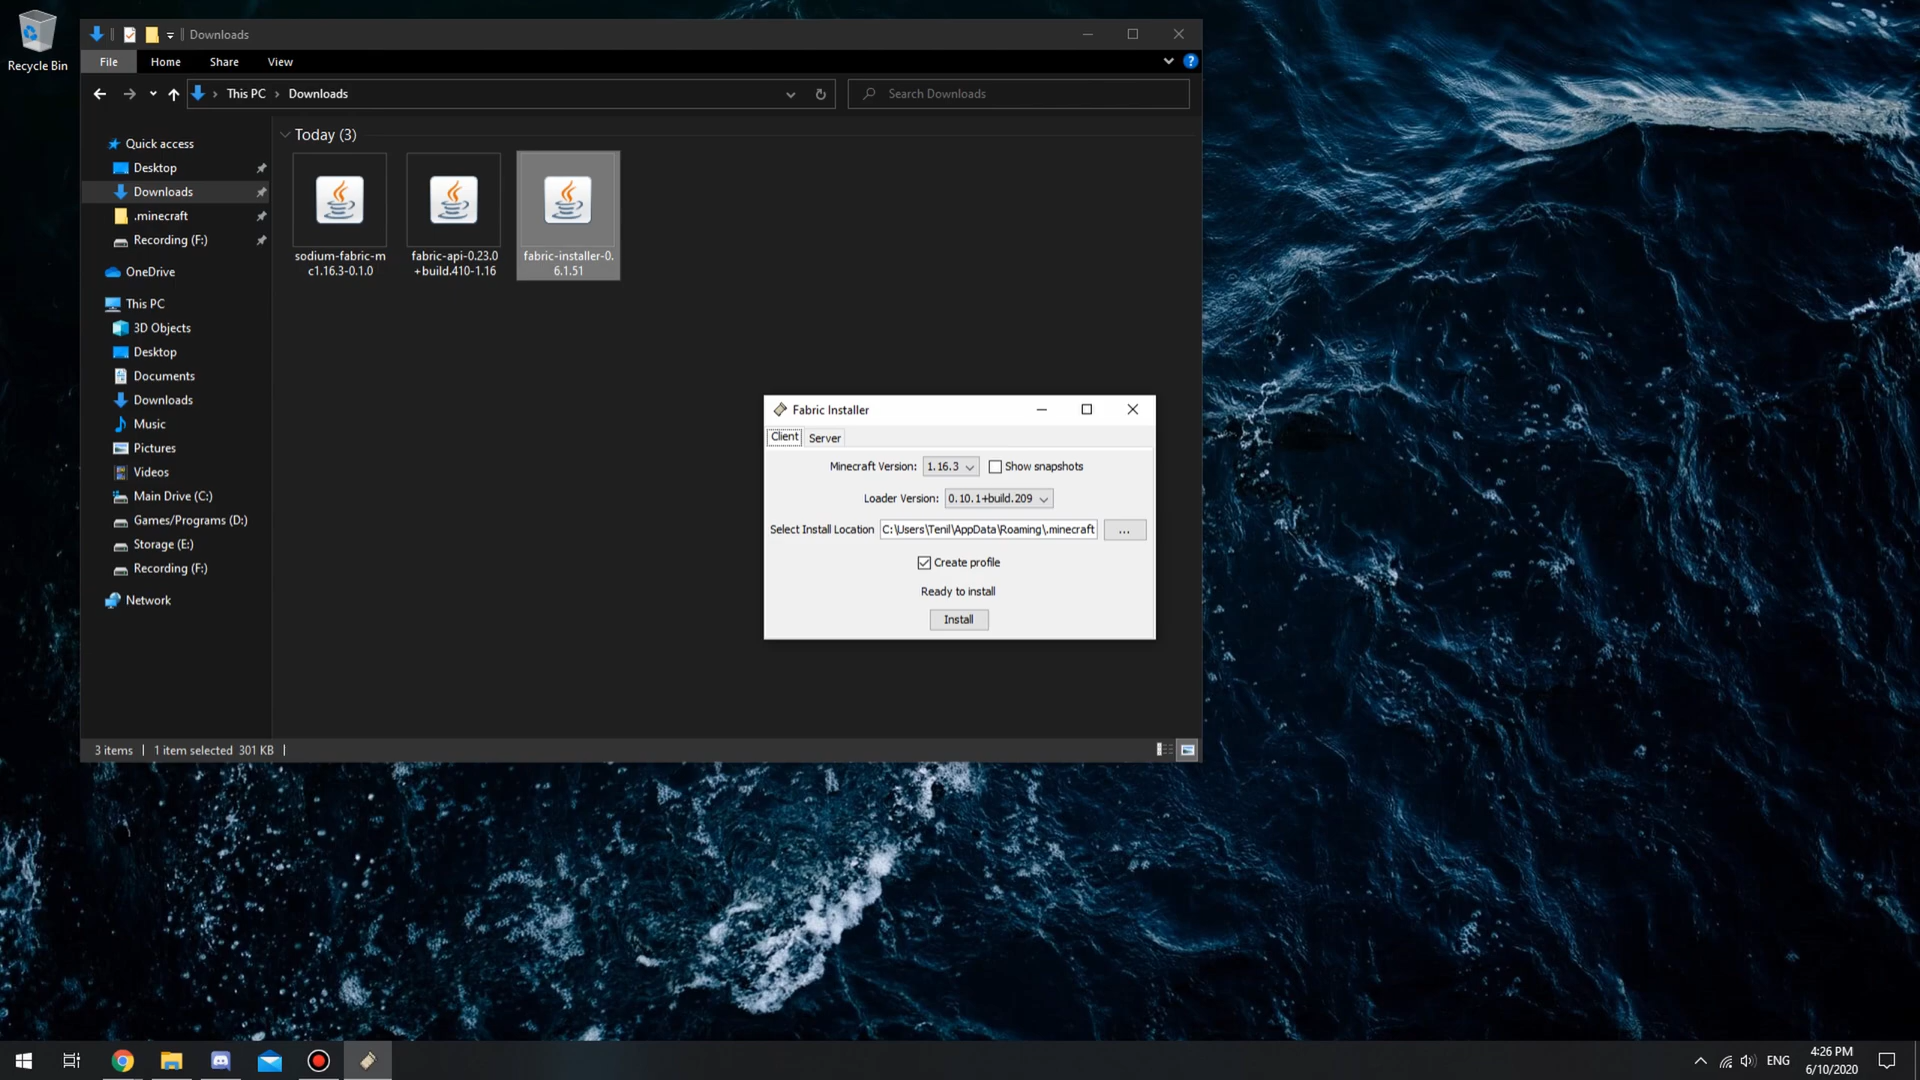 Recycle Bin
Downloads
File Home Share View
This PC > Downloads
Search Downloads
Quick access
Desktop
Downloads
.minecraft
Recording (F:)
OneDrive
This PC
3D Objects
Desktop
Documents
Downloads
Music
Pictures
Videos
Main Drive (C:)
Games/Programs (D:)
Storage (E:)
Recording (F:)
Network
Today (3)
sodium-fabric-m
c1.16.3-0.1.0
fabric-api-0.23.0
+build.410-1.16
fabric-installer-0.
6.1.51
3 items | 1 item selected 301 KB |
Fabric Installer
Client Server
Minecraft Version: 1.16.3 Show snapshots
Loader Version: 0.10.1+build.209
Select Install Location C:\Users\Tenil\AppData\Roaming\.minecraft ...
Create profile
Ready to install
Install
ENG
4:26 PM
6/10/2020